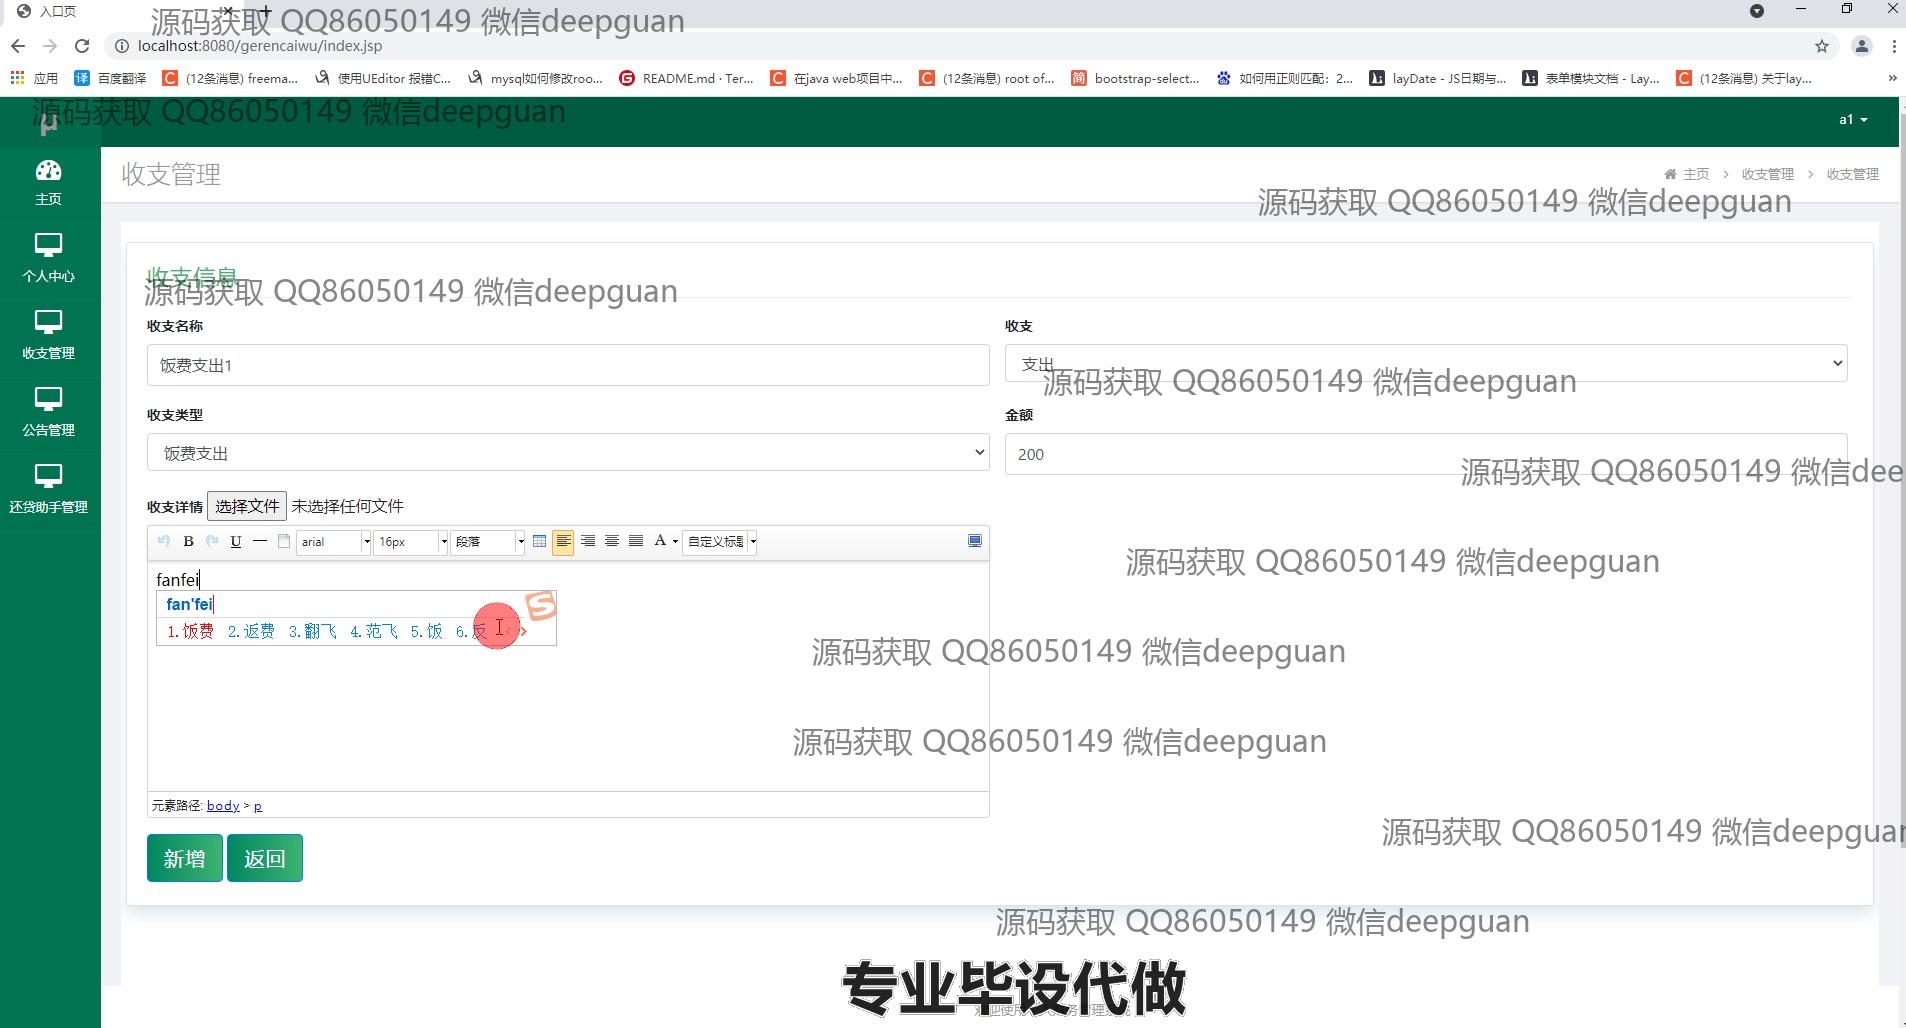 入口页
源码获取 QQ86050149 微信deepguan
localhost:8080/gerencaiwu/index.jsp
应用 百度翻译 (12条消息) freema... 使用UEditor 报错C... mysql如何修改roo... README.md · Ter... 在java web项目中... (12条消息) root of... bootstrap-select... 如何用正则匹配：2... layDate - JS日期与... 表单模块文档 - Lay... (12条消息) 关于lay... »
源码获取 QQ86050149 微信deepguan
μ
a1
主页
收支管理
主页 > 收支管理 > 收支管理
源码获取 QQ86050149 微信deepguan
个人中心
收支信息
源码获取 QQ86050149 微信deepguan
收支名称 收支
收支管理
饭费支出1 支出
源码获取 QQ86050149 微信deepguan
收支类型 金额
公告管理
饭费支出 200
源码获取 QQ86050149 微信dee
还贷助手管理
收支详情 选择文件 未选择任何文件
B U arial 16px 段落 A 自定义标题
源码获取 QQ86050149 微信deepguan
fanfei
fan'fei
1.饭费 2.返费 3.翻飞 4.范飞 5.饭 6.反
源码获取 QQ86050149 微信deepguan
源码获取 QQ86050149 微信deepguan
元素路径: body > p
源码获取 QQ86050149 微信deepguan
新增 返回
源码获取 QQ86050149 微信deepguan
专业毕设代做